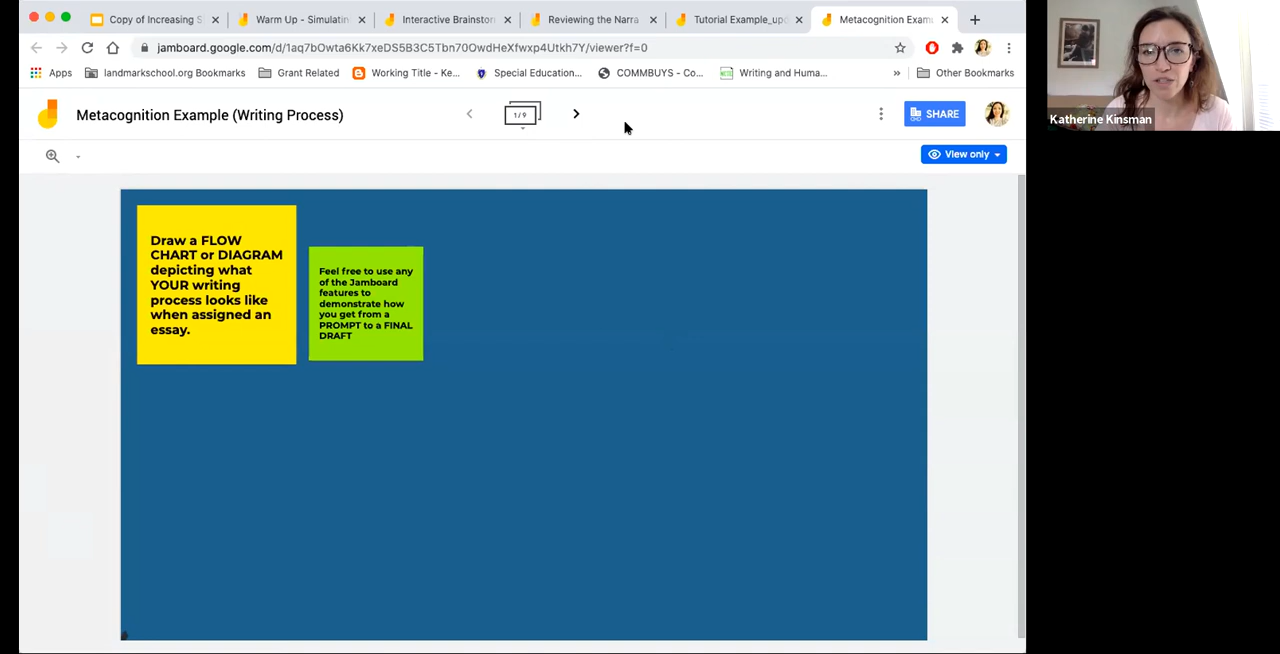 Copy of Increasing S
Warm Up - Simulatin
Interactive Brainstor
Reviewing the Narra
Tutorial Example_up
Metacognition Exam
jamboard.google.com/d/1aq7bOwta6Kk7xeDS5B3C5Tbn70OwdHeXfwxp4Utkh7Y/viewer?f=0
Apps
landmarkschool.org Bookmarks
Grant Related
Working Title - Ke...
Special Education...
COMMBUYS - Co...
Writing and Huma...
»
Other Bookmarks
Metacognition Example (Writing Process)
1/9
SHARE
View only
Draw a FLOW
CHART or DIAGRAM
depicting what
YOUR writing
process looks like
when assigned an
essay.
Feel free to use any
of the Jamboard
features to
demonstrate how
you get from a
PROMPT to a FINAL
DRAFT
Katherine Kinsman